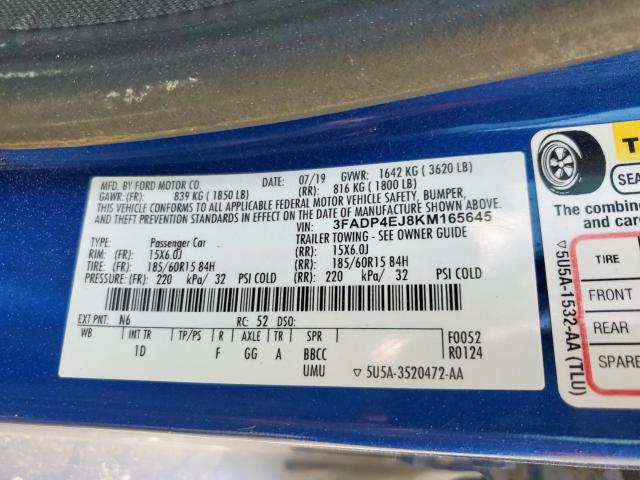 MFD. BY FORD MOTOR CO. DATE: 07/19 GVWR: 1642 KG ( 3620 LB)
GAWR: (FR): 839 KG ( 1850 LB) (RR): 816 KG ( 1800 LB)
THIS VEHICLE CONFORMS TO ALL APPLICABLE FEDERAL MOTOR VEHICLE SAFETY, BUMPER,
AND THEFT PREVENTION STANDARDS IN EFFECT ON THE DATE OF MANUFACTURE SHOWN ABOVE.
VIN: 3FADP4EJ8KM165645
TYPE: Passenger Car TRAILER TOWING - SEE OWNER GUIDE
RIM: (FR): 15X6.0J (RR): 15X6.0J
TIRE: (FR): 185/60R15 84H (RR): 185/60R15 84H
PRESSURE: (FR) 220 kPa/ 32 PSI COLD (RR): 220 kPa/ 32 PSI COLD
EXT PNT: N6 RC: 52 DSO:
WB INT TR TP/PS R AXLE TR SPR F0052
1D F GG A BBCC R0124
UMU ▽ 5U5A-3520472-AA
▽5U5A-1532-AA (TLU)
The combine
TIRE
FRONT
REAR
SPARE